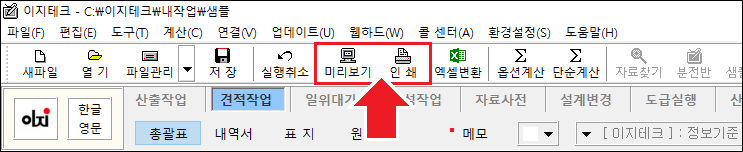 이지테크 - C:\이지테크\내작업\샘플
파일(F) 편집(E) 도구(T) 계산(C) 연결(V) 업데이트(U) 웹하드(W) 콜 센터(A) 환경설정(S) 도움말(H)
새파일 열 기 파일관리 저 장 실행취소 미리보기 인 쇄 엑셀변환 옵션계산 단순계산 자료찾기 분전반
산출작업 견적작업 일위대가 작업 자료사전 설계변경 도급실행
이지 한글
영문
총괄표 내역서 표 지 원 메모 [ 이지테크 ] : 정보기준